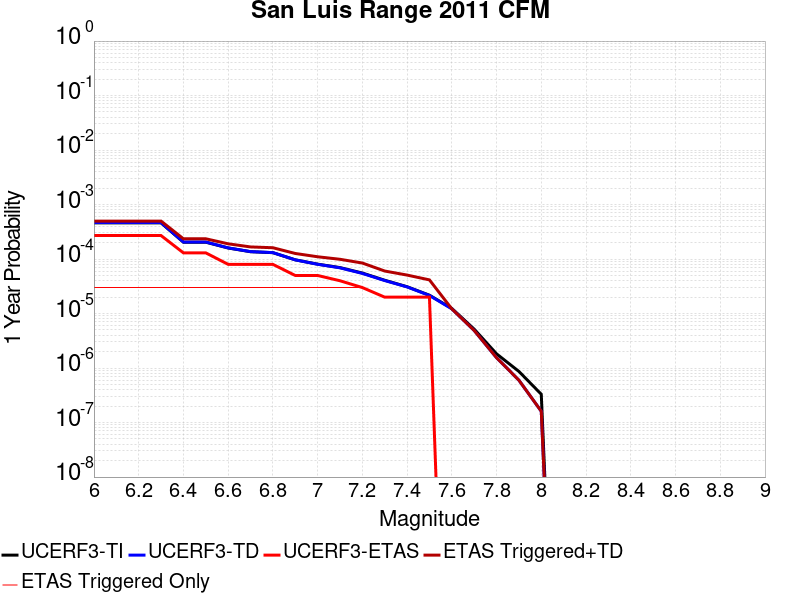 San Luis Range 2011 CFM
1 Year Probability
10^0
10^-1
10^-2
10^-3
10^-4
10^-5
10^-6
10^-7
10^-8
6 6.2 6.4 6.6 6.8 7 7.2 7.4 7.6 7.8 8 8.2 8.4 8.6 8.8 9
Magnitude
UCERF3-TI UCERF3-TD UCERF3-ETAS ETAS Triggered+TD
ETAS Triggered Only